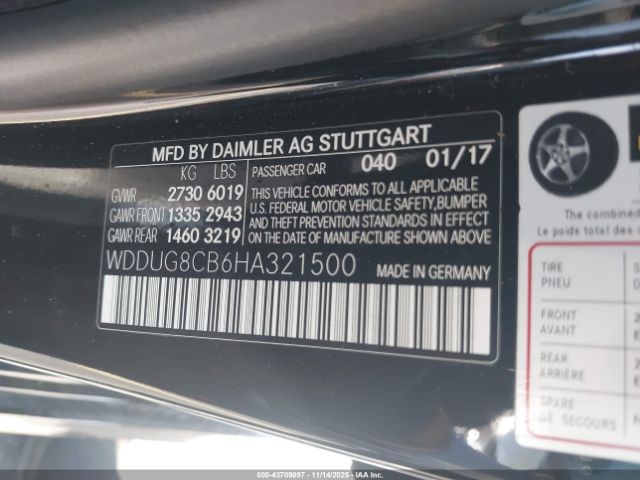 MFD BY DAIMLER AG STUTTGART
KG LBS PASSENGER CAR 040 01/17
GVWR 2730 6019
GAWR FRONT 1335 2943
GAWR REAR 1460 3219
THIS VEHICLE CONFORMS TO ALL APPLICABLE
U.S. FEDERAL MOTOR VEHICLE SAFETY, BUMPER
AND THEFT PREVENTION STANDARDS IN EFFECT
ON THE DATE OF MANUFACTURE SHOWN ABOVE.
WDDUG8CB6HA321500 MADE IN GERMANY
The combine
Le poids total des
TIRE
PNEU
FRONT
AVANT
REAR
ARRIÈRE
SPARE
DE SECOURS
000-43709897 - 11/14/2025 - IAAI.COM